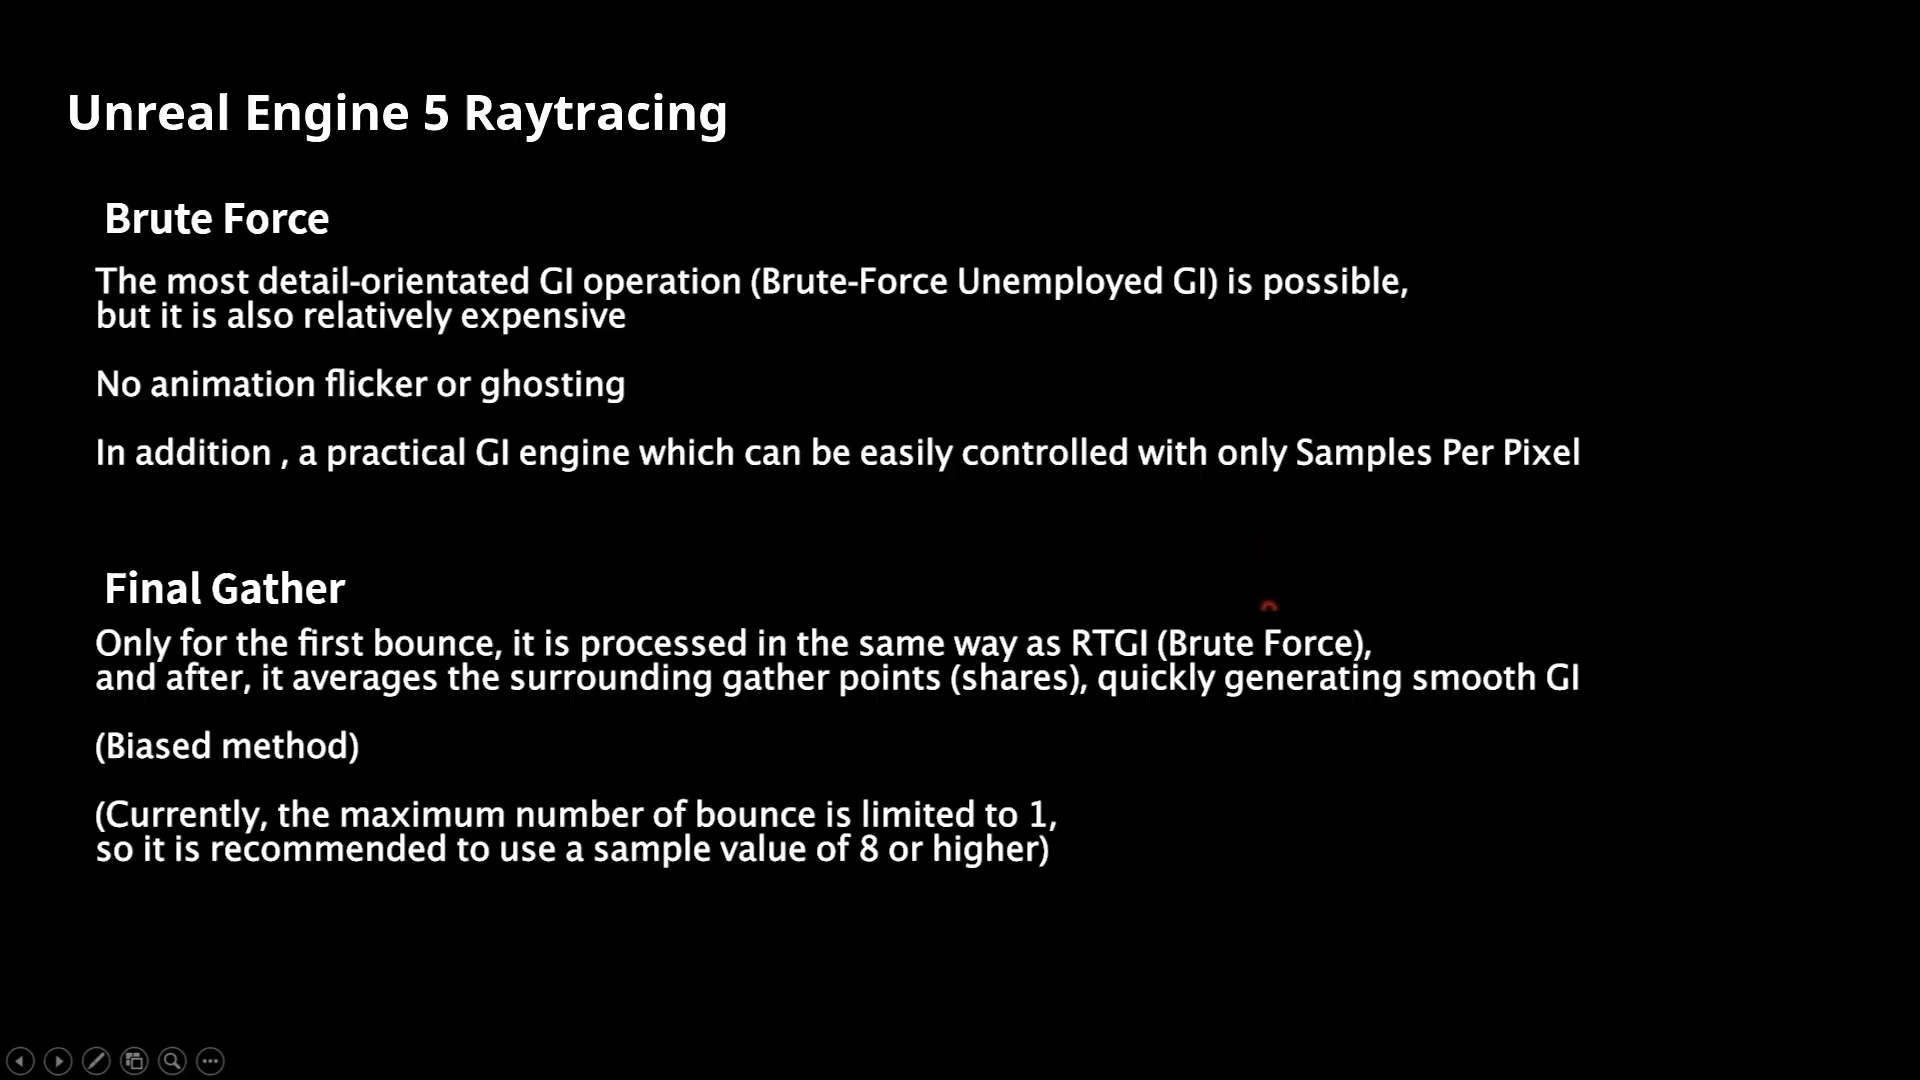 Unreal Engine 5 Raytracing
Brute Force
The most detail-orientated GI operation (Brute-Force Unemployed GI) is possible,
but it is also relatively expensive
No animation flicker or ghosting
In addition , a practical GI engine which can be easily controlled with only Samples Per Pixel
Final Gather
Only for the first bounce, it is processed in the same way as RTGI (Brute Force),
and after, it averages the surrounding gather points (shares), quickly generating smooth GI
(Biased method)
(Currently, the maximum number of bounce is limited to 1,
so it is recommended to use a sample value of 8 or higher)